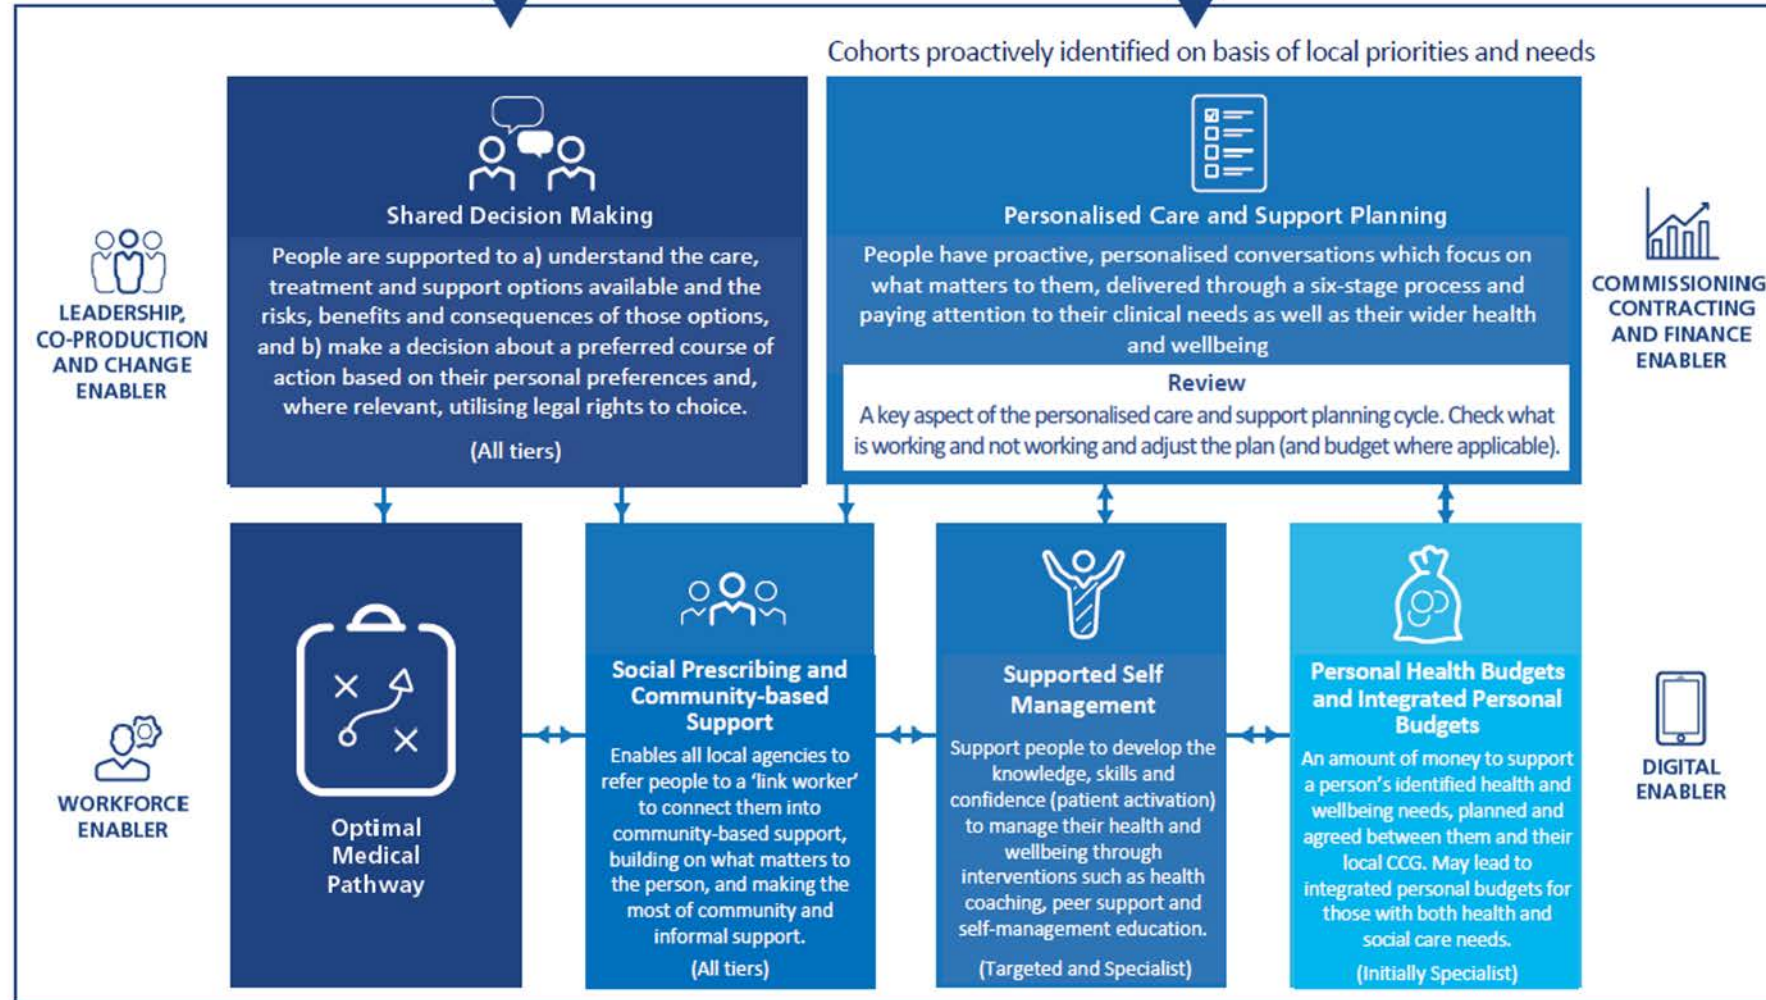 Cohorts proactively identified on basis of local priorities and needs
Shared Decision Making
People are supported to a) understand the care,
treatment and support options available and the
risks, benefits and consequences of those options,
and b) make a decision about a preferred course of
action based on their personal preferences and,
where relevant, utilising legal rights to choice.
(All tiers)
Personalised Care and Support Planning
People have proactive, personalised conversations which focus on
what matters to them, delivered through a six-stage process and
paying attention to their clinical needs as well as their wider health
and wellbeing
Review
A key aspect of the personalised care and support planning cycle. Check what
is working and not working and adjust the plan (and budget where applicable).
LEADERSHIP,
CO-PRODUCTION
AND CHANGE
ENABLER
COMMISSIONING
CONTRACTING
AND FINANCE
ENABLER
WORKFORCE
ENABLER
Optimal
Medical
Pathway
Social Prescribing and
Community-based
Support
Enables all local agencies to
refer people to a ‘link worker’
to connect them into
community-based support,
building on what matters to
the person, and making the
most of community and
informal support.
(All tiers)
Supported Self
Management
Support people to develop the
knowledge, skills and
confidence (patient activation)
to manage their health and
wellbeing through
interventions such as health
coaching, peer support and
self-management education.
(Targeted and Specialist)
Personal Health Budgets
and Integrated Personal
Budgets
An amount of money to support
a person’s identified health and
wellbeing needs, planned and
agreed between them and their
local CCG. May lead to
integrated personal budgets for
those with both health and
social care needs.
(Initially Specialist)
DIGITAL
ENABLER